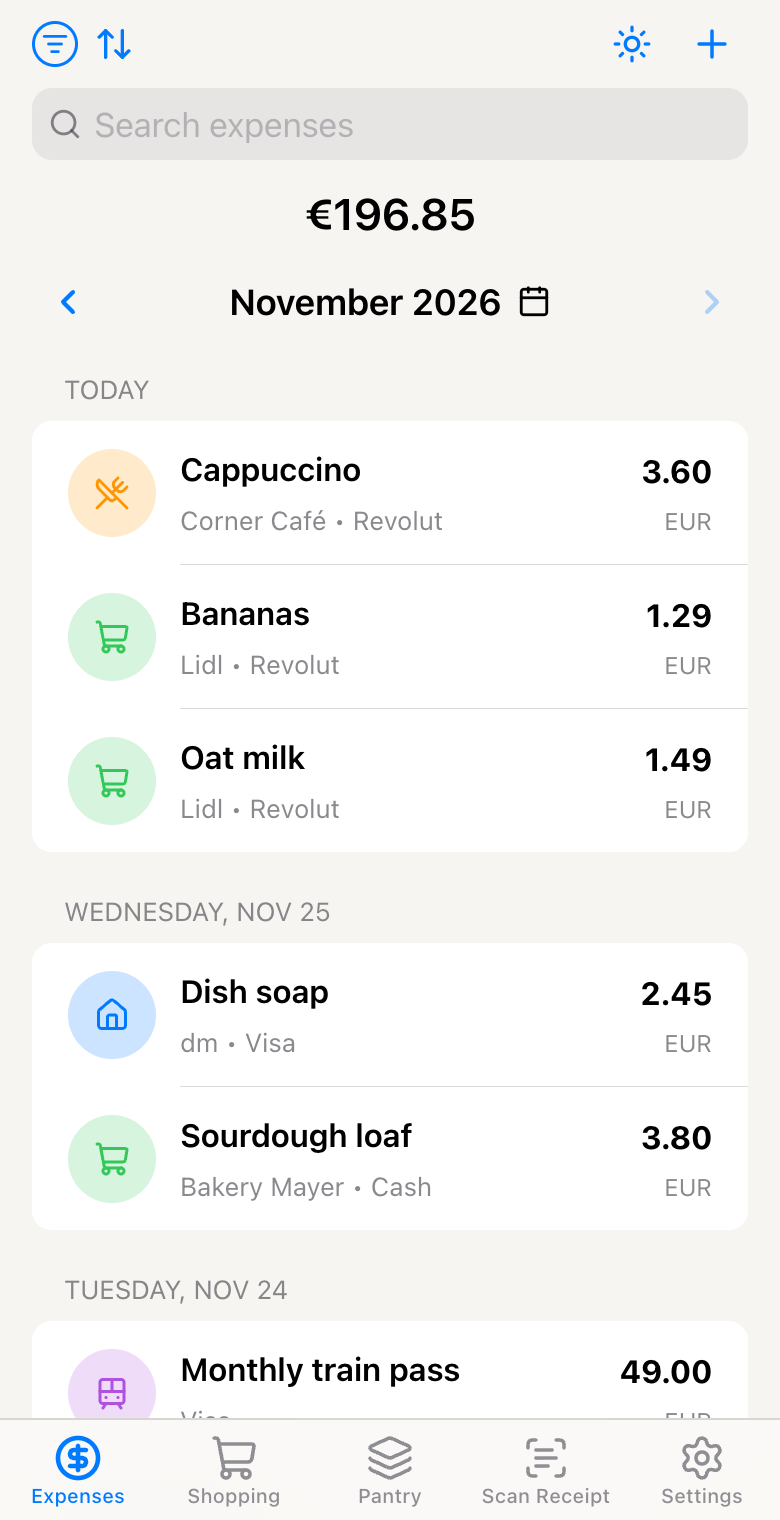 Search expenses
€196.85
November 2026
TODAY
Cappuccino 3.60
Corner Café • Revolut EUR
Bananas 1.29
Lidl • Revolut EUR
Oat milk 1.49
Lidl • Revolut EUR
WEDNESDAY, NOV 25
Dish soap 2.45
dm • Visa EUR
Sourdough loaf 3.80
Bakery Mayer • Cash EUR
TUESDAY, NOV 24
Monthly train pass 49.00
Visa EUR
Expenses Shopping Pantry Scan Receipt Settings